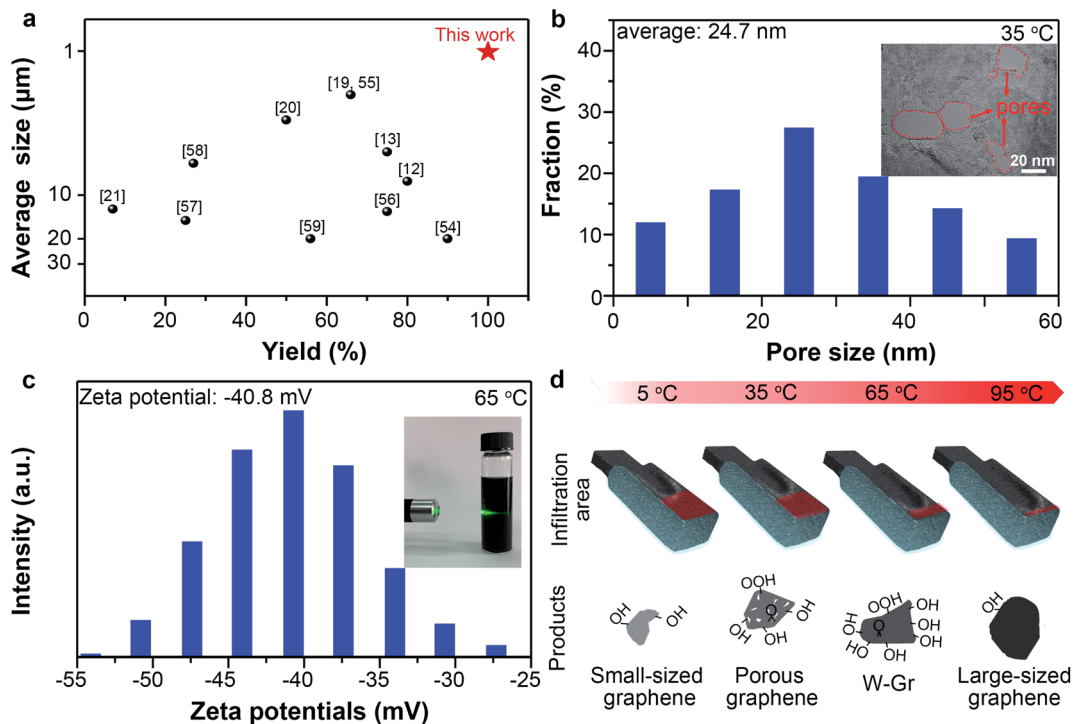 a
This work
[19, 55]
[20]
[13]
[58]
[12]
[21]
[57]
[56]
[59]
[54]
1
10
20
30
0
20
40
60
80
100
Average size (μm)
Yield (%)
b
average: 24.7 nm
35 °C
pores
20 nm
40
30
20
10
0
0
20
40
60
Fraction (%)
Pore size (nm)
c
Zeta potential: -40.8 mV
65 °C
Intensity (a.u.)
-55
-50
-45
-40
-35
-30
-25
Zeta potentials (mV)
d
5 °C
35 °C
65 °C
95 °C
Infiltration
area
Products
OH
OH
OOH
O
OH
OH
OH
OOH
OH
O
OH
OH
OH
HO
OH
OH
Small-sized
graphene
Porous
graphene
W-Gr
Large-sized
graphene